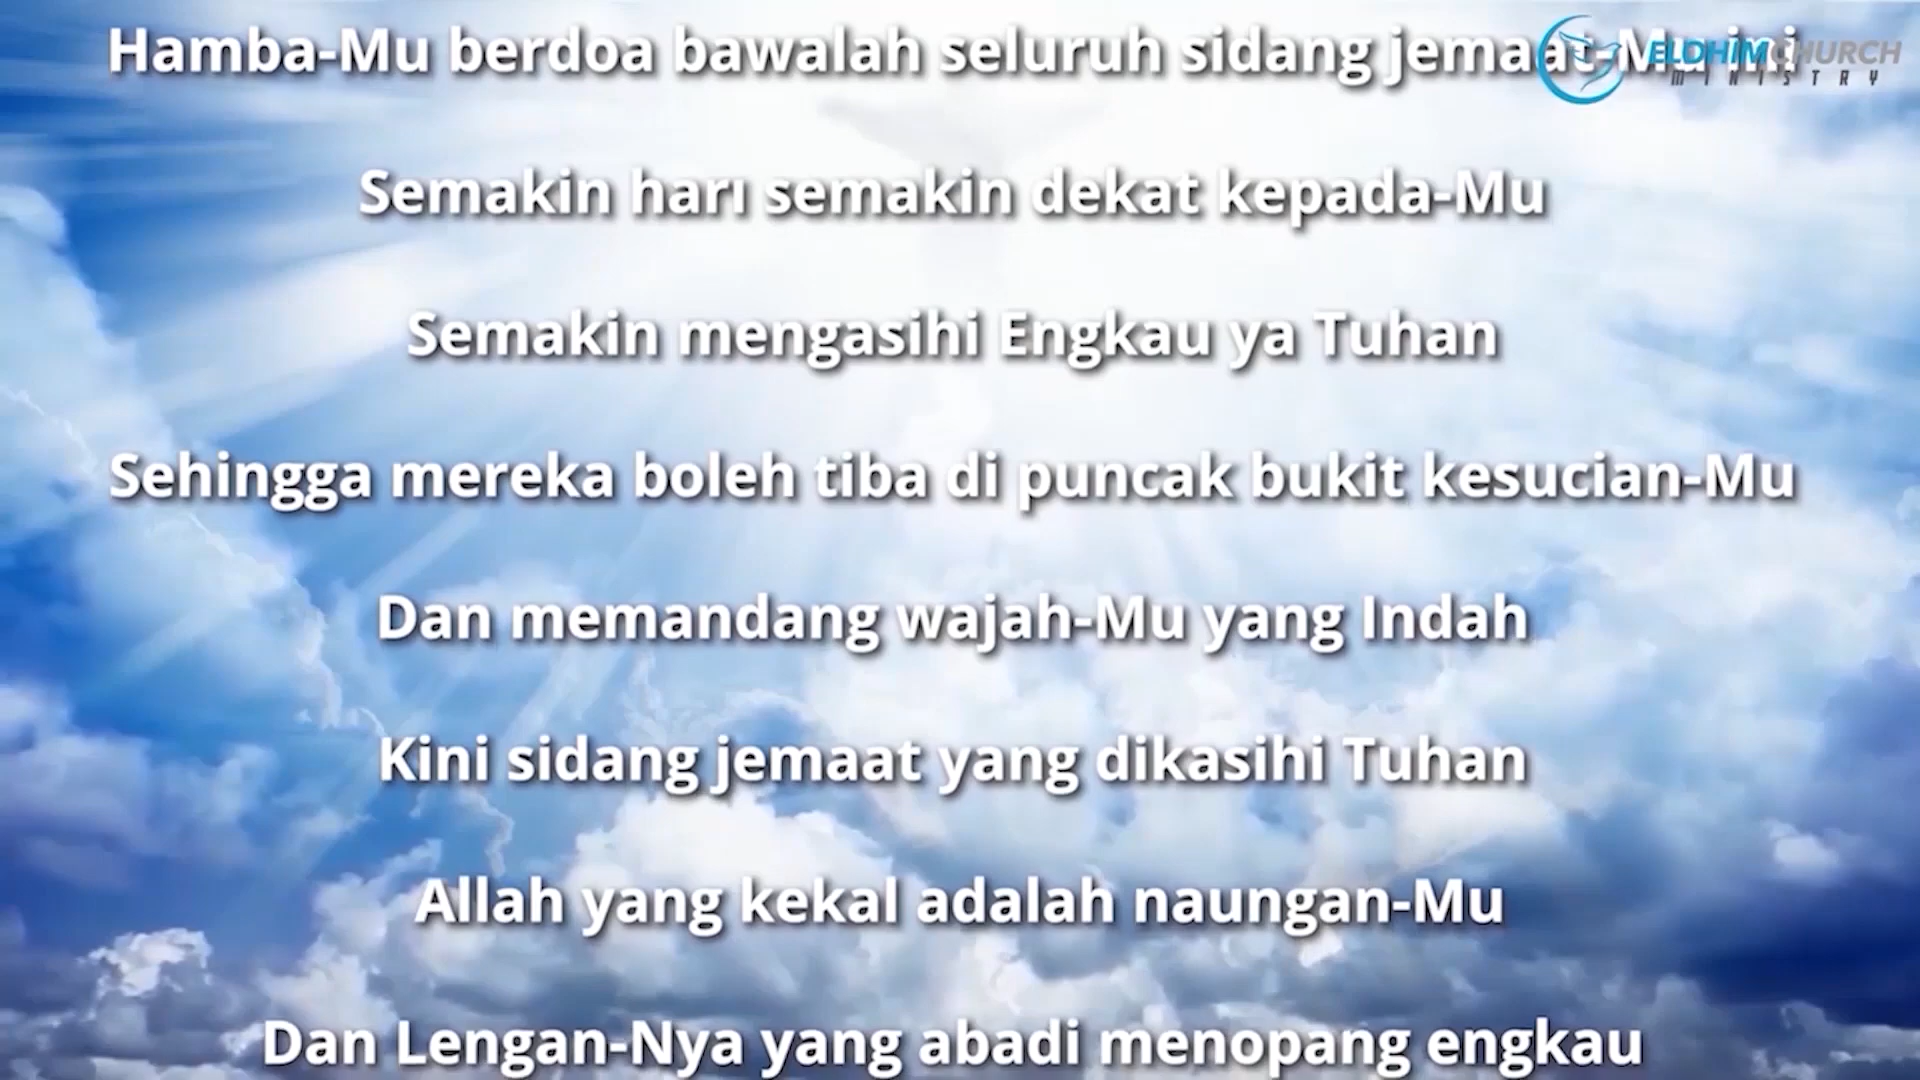 Hamba-Mu berdoa bawalah seluruh sidang jemaat-Mu ini
ELOHIM CHURCH
MINISTRY
Semakin hari semakin dekat kepada-Mu
Semakin mengasihi Engkau ya Tuhan
Sehingga mereka boleh tiba di puncak bukit kesucian-Mu
Dan memandang wajah-Mu yang Indah
Kini sidang jemaat yang dikasihi Tuhan
Allah yang kekal adalah naungan-Mu
Dan Lengan-Nya yang abadi menopang engkau